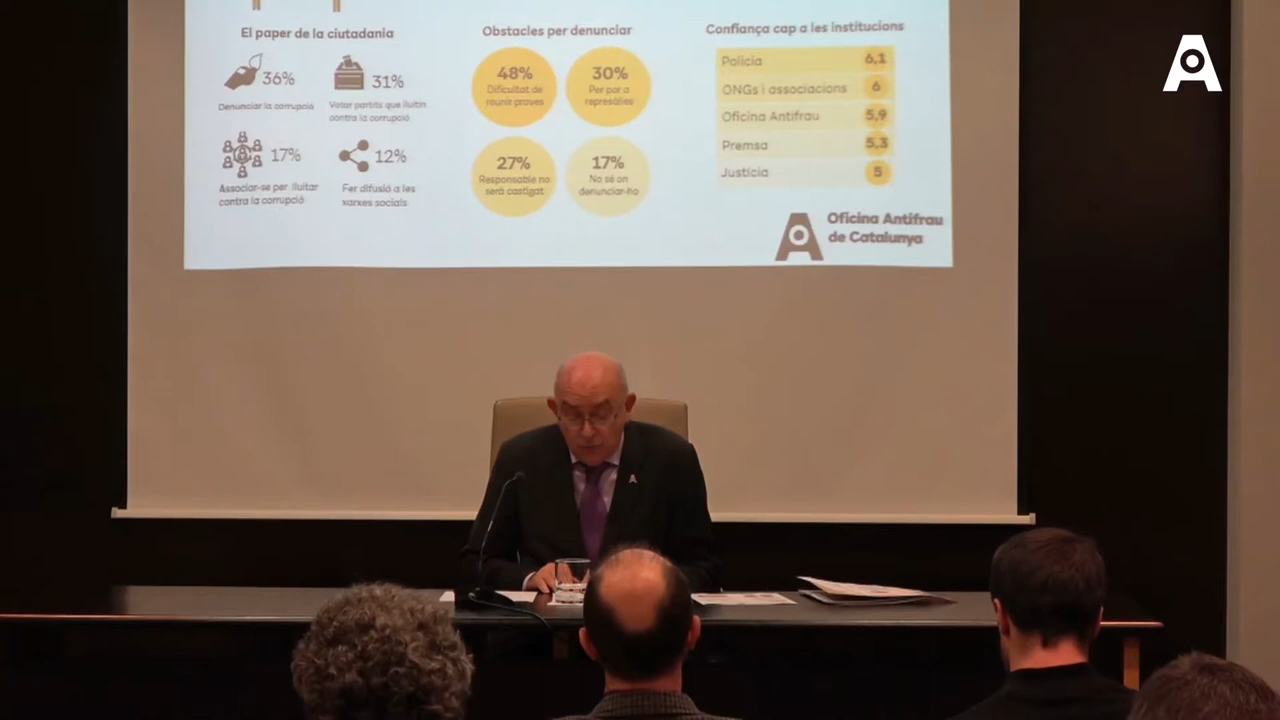 El paper de la ciutadania
36%
Denunciar la corrupció
31%
Votar partits que lluitin
contra la corrupció
17%
Associar-se per lluitar
contra la corrupció
12%
Fer difusió a les
xarxes socials
Obstacles per denunciar
48%
Dificultat de
reunir proves
30%
Per por a
represàlies
27%
Responsable no
serà castigat
17%
No sé on
denunciar-ho
Confiança cap a les institucions
Policia 6,1
ONGs i associacions 6
Oficina Antifrau 5,9
Premsa 5,3
Justícia 5
Oficina Antifrau
de Catalunya